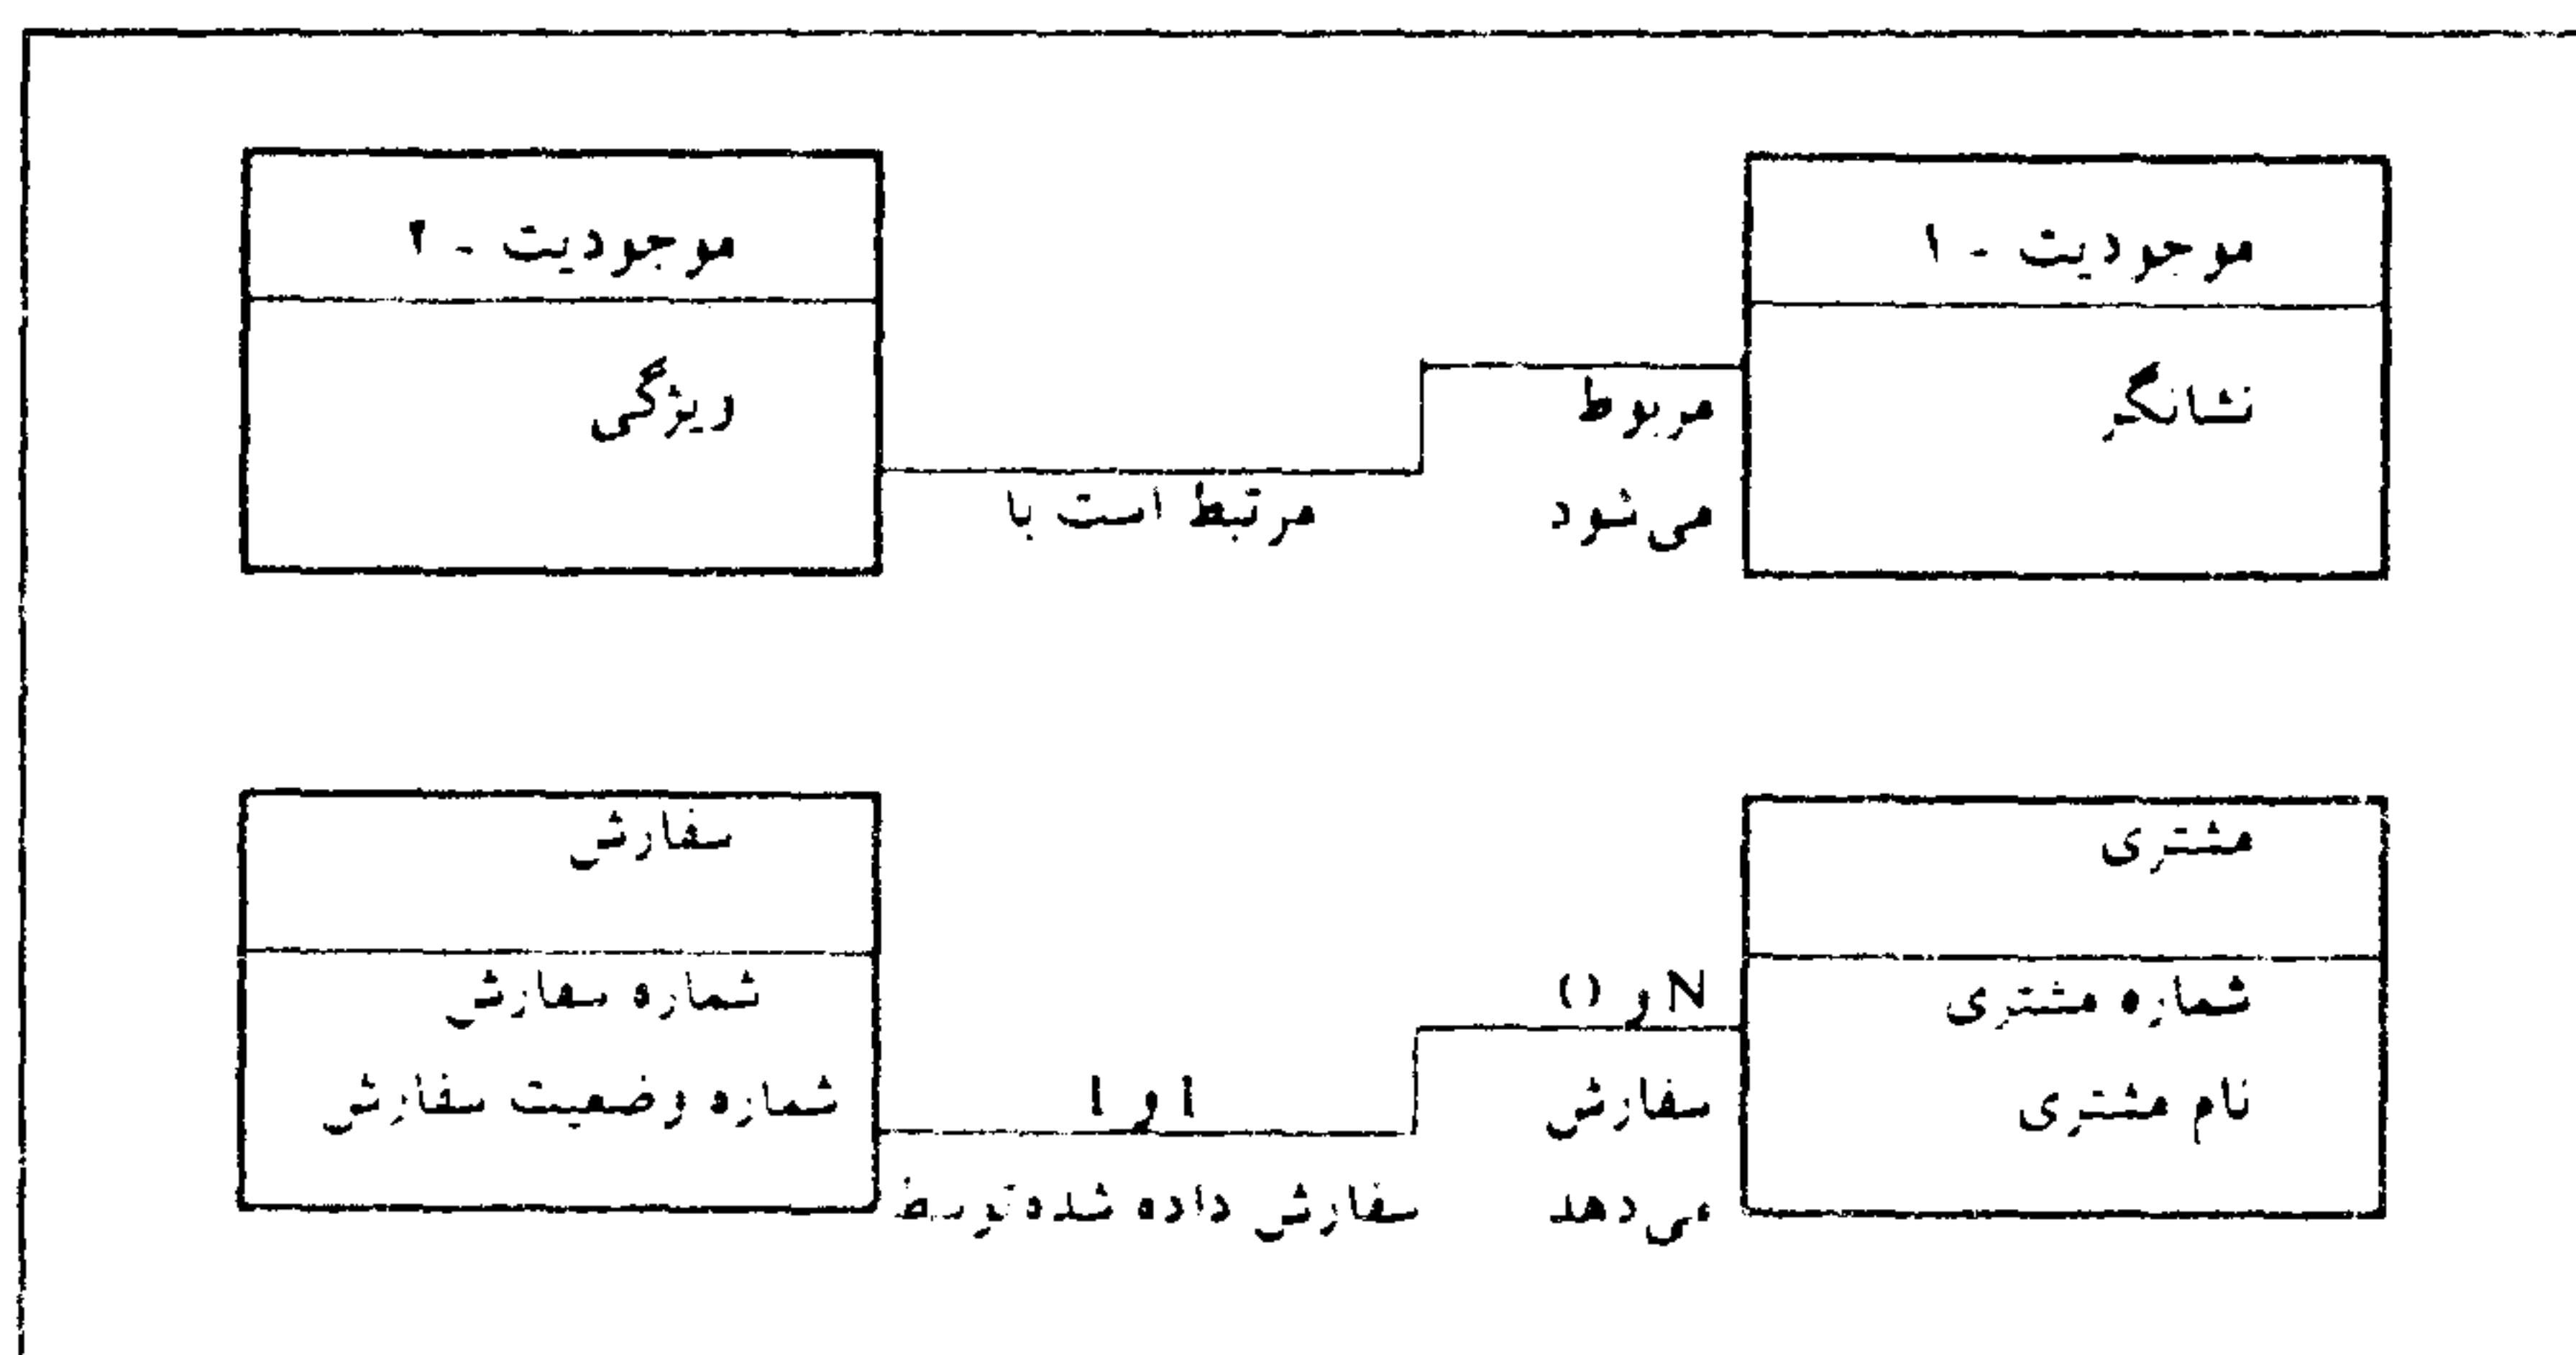 موجودیت - ۱
نشانگر
مربوط
می‌شود
مرتبط است با
موجودیت - ۲
ویژگی
مشتری
شماره مشتری
نام مشتری
N و 0
سفارش
می‌دهد
1 و 1
سفارش داده شده توسط
سفارش
شماره سفارش
شماره وضعیت سفارش